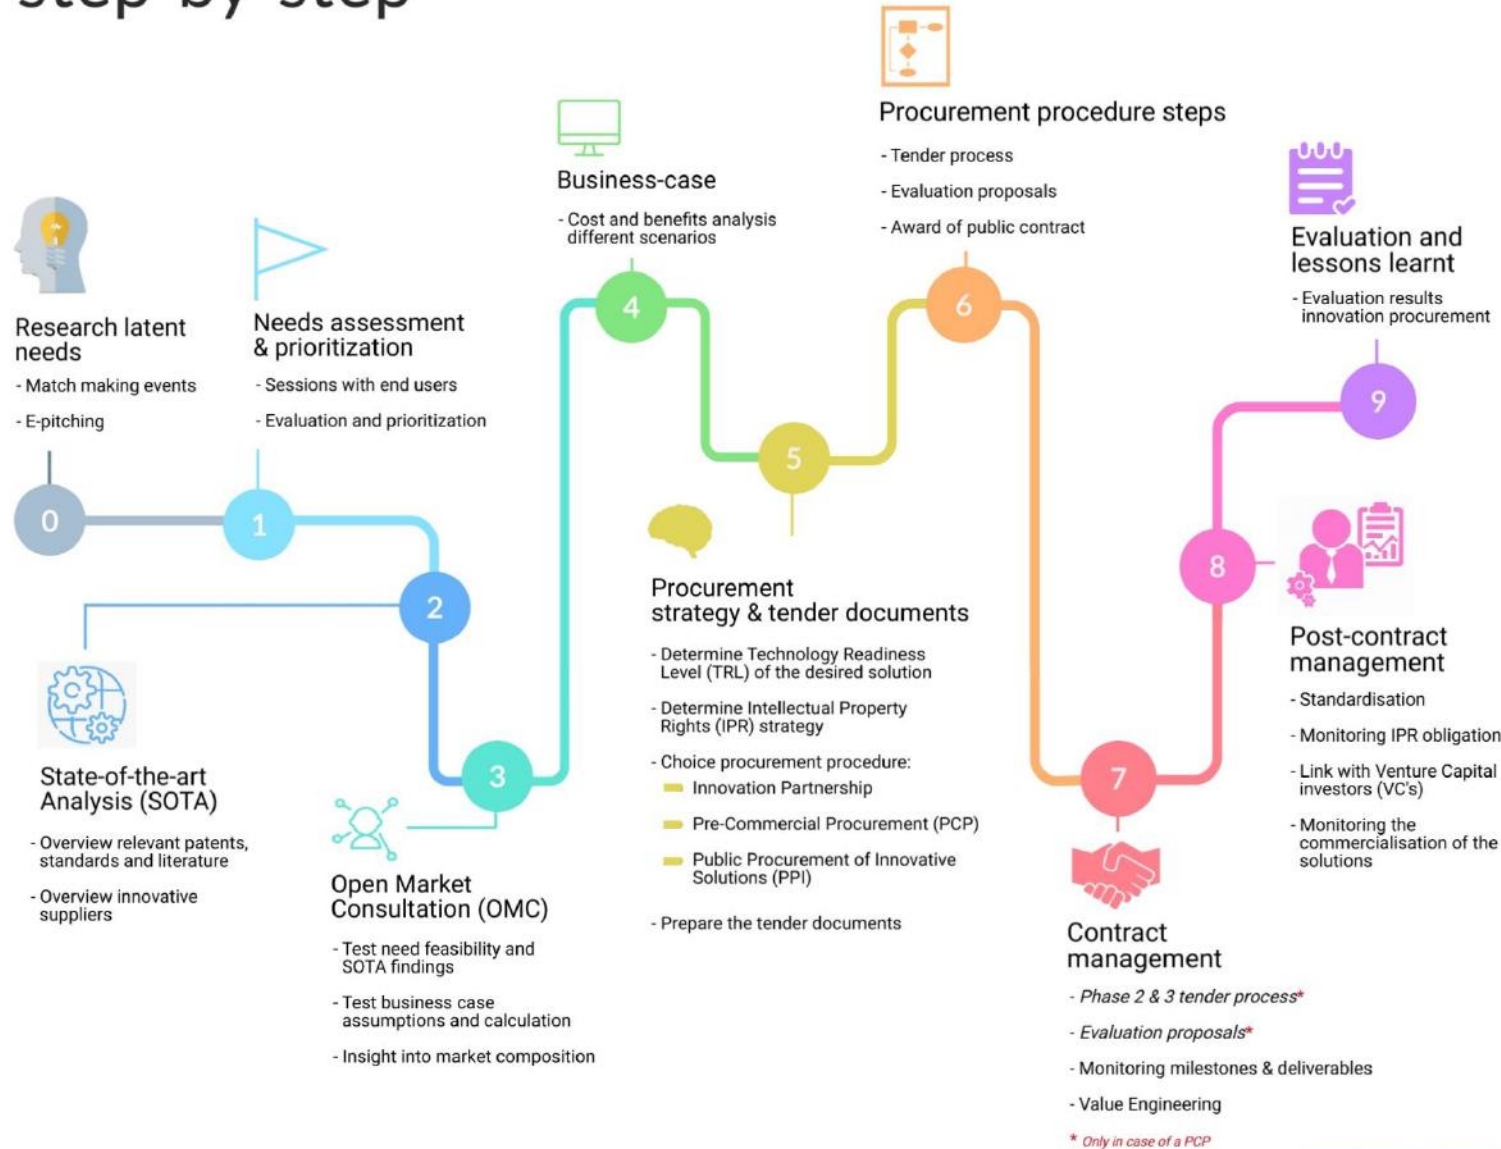 step-by-step
0
Research latent
needs
- Match making events
- E-pitching
1
Needs assessment
& prioritization
- Sessions with end users
- Evaluation and prioritization
2
State-of-the-art
Analysis (SOTA)
- Overview relevant patents,
standards and literature
- Overview innovative
suppliers
3
Open Market
Consultation (OMC)
- Test need feasibility and
SOTA findings
- Test business case
assumptions and calculation
- Insight into market composition
4
Business-case
- Cost and benefits analysis
different scenarios
5
Procurement
strategy & tender documents
- Determine Technology Readiness
Level (TRL) of the desired solution
- Determine Intellectual Property
Rights (IPR) strategy
- Choice procurement procedure:
Innovation Partnership
Pre-Commercial Procurement (PCP)
Public Procurement of Innovative
Solutions (PPI)
- Prepare the tender documents
6
Procurement procedure steps
- Tender process
- Evaluation proposals
- Award of public contract
7
Contract
management
- Phase 2 & 3 tender process*
- Evaluation proposals*
- Monitoring milestones & deliverables
- Value Engineering
* Only in case of a PCP
8
Post-contract
management
- Standardisation
- Monitoring IPR obligation
- Link with Venture Capital
investors (VC's)
- Monitoring the
commercialisation of the
solutions
9
Evaluation and
lessons learnt
- Evaluation results
innovation procurement